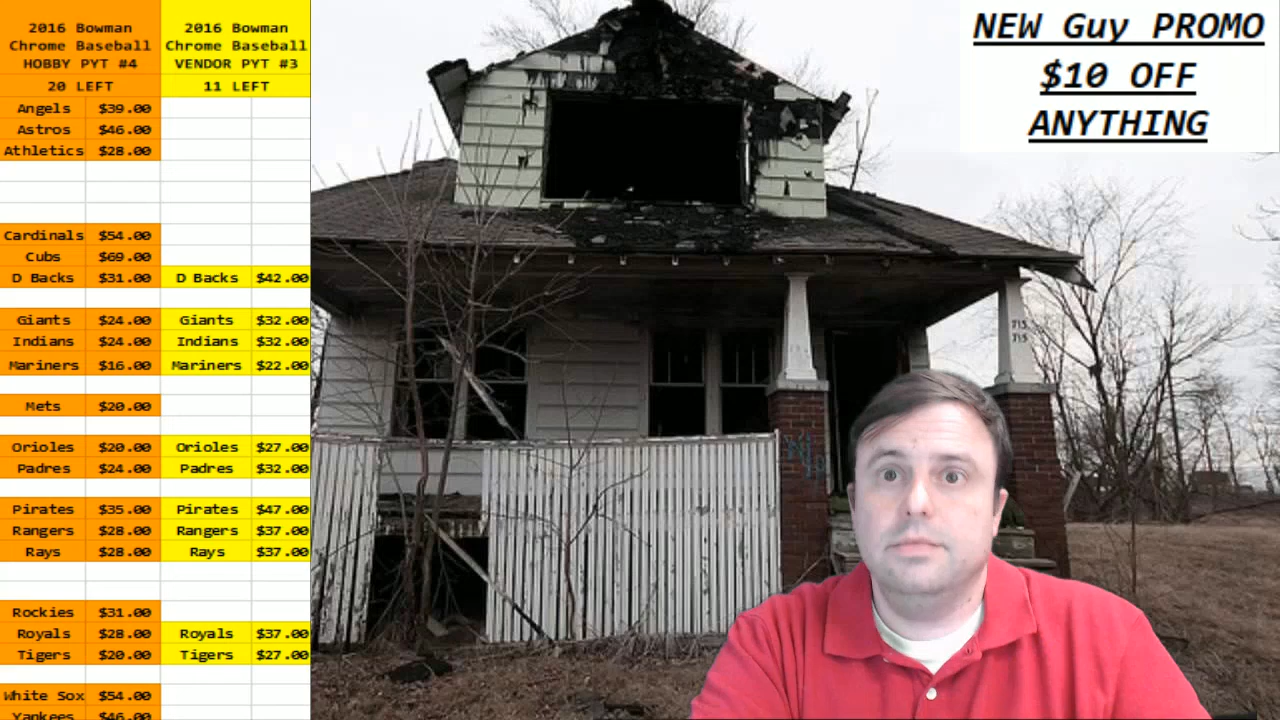 2016 Bowman
Chrome Baseball
HOBBY PYT #4
20 LEFT
Angels $39.00
Astros $46.00
Athletics $28.00
Cardinals $54.00
Cubs $69.00
D Backs $31.00
Giants $24.00
Indians $24.00
Mariners $16.00
Mets $20.00
Orioles $20.00
Padres $24.00
Pirates $35.00
Rangers $28.00
Rays $28.00
Rockies $31.00
Royals $28.00
Tigers $20.00
White Sox $54.00
Yankees $46.00
2016 Bowman
Chrome Baseball
VENDOR PYT #3
11 LEFT
D Backs $42.00
Giants $32.00
Indians $32.00
Mariners $22.00
Orioles $27.00
Padres $32.00
Pirates $47.00
Rangers $37.00
Rays $37.00
Royals $37.00
Tigers $27.00
NEW Guy PROMO
$10 OFF
ANYTHING
713
715